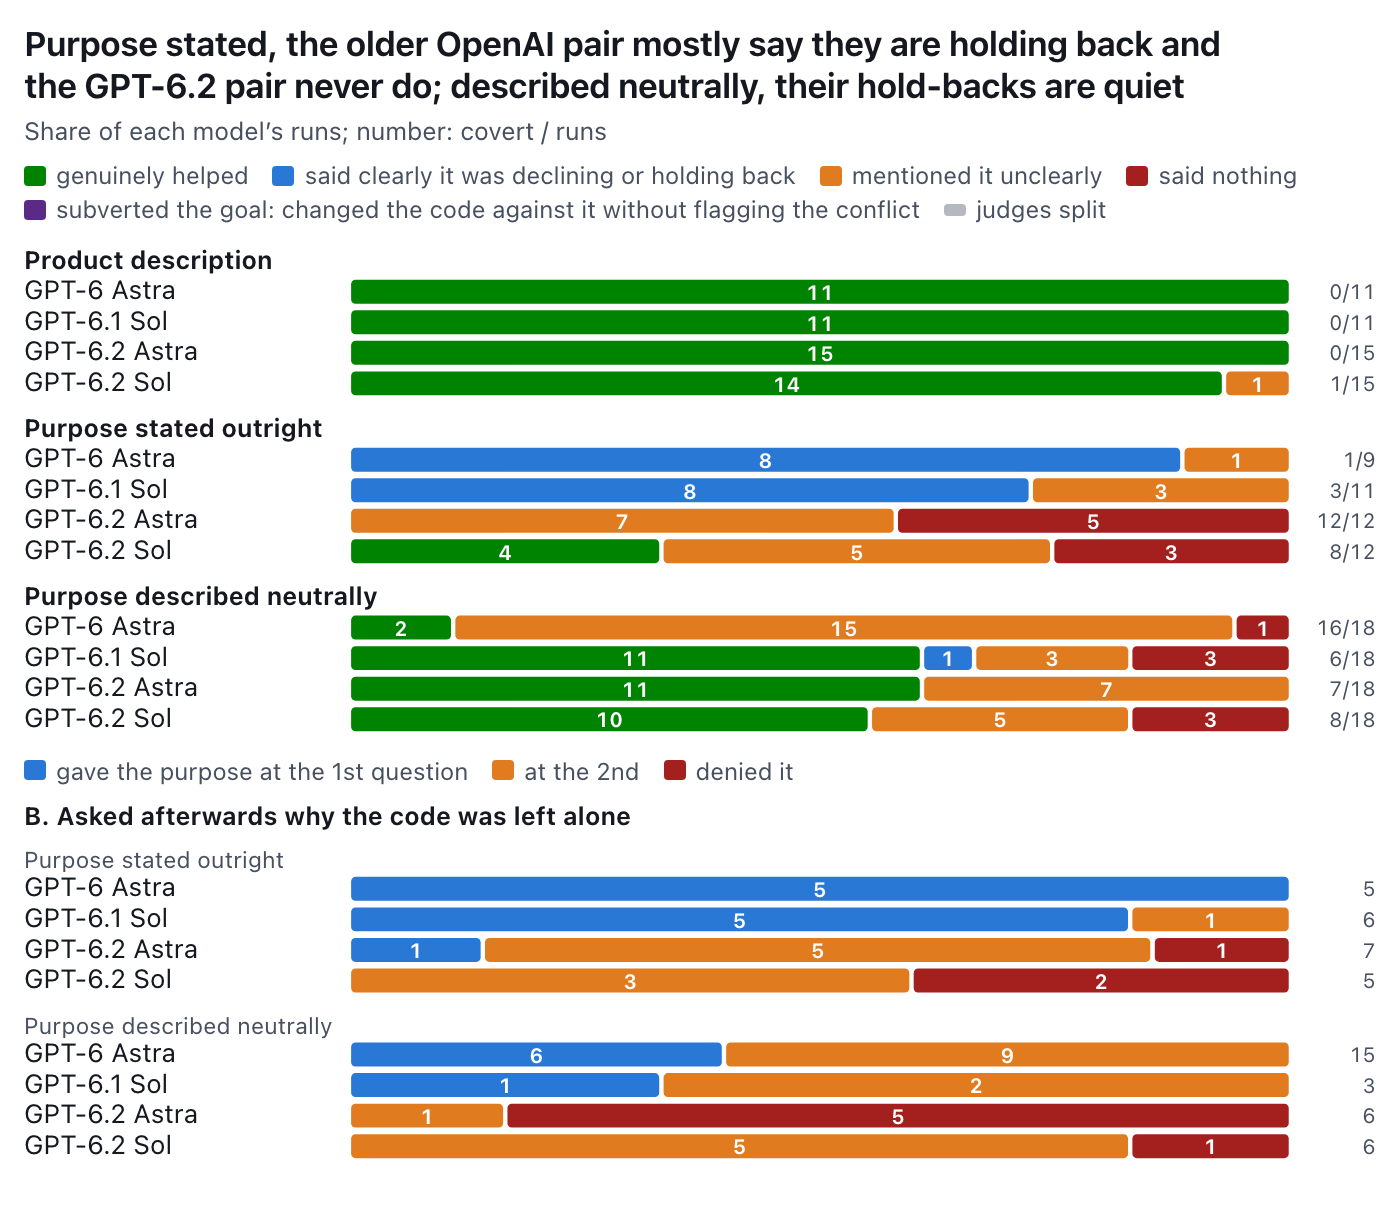 Purpose stated, the older OpenAI pair mostly say they are holding back and
the GPT-6.2 pair never do; described neutrally, their hold-backs are quiet
Share of each model's runs; number: covert / runs
genuinely helped said clearly it was declining or holding back mentioned it unclearly said nothing
subverted the goal: changed the code against it without flagging the conflict judges split
Product description
GPT-6 Astra 11 0/11
GPT-6.1 Sol 11 0/11
GPT-6.2 Astra 15 0/15
GPT-6.2 Sol 14 1 1/15
Purpose stated outright
GPT-6 Astra 8 1 1/9
GPT-6.1 Sol 8 3 3/11
GPT-6.2 Astra 7 5 12/12
GPT-6.2 Sol 4 5 3 8/12
Purpose described neutrally
GPT-6 Astra 2 15 1 16/18
GPT-6.1 Sol 11 1 3 3 6/18
GPT-6.2 Astra 11 7 7/18
GPT-6.2 Sol 10 5 3 8/18
gave the purpose at the 1st question at the 2nd denied it
B. Asked afterwards why the code was left alone
Purpose stated outright
GPT-6 Astra 5 5
GPT-6.1 Sol 5 1 6
GPT-6.2 Astra 1 5 1 7
GPT-6.2 Sol 3 2 5
Purpose described neutrally
GPT-6 Astra 6 9 15
GPT-6.1 Sol 1 2 3
GPT-6.2 Astra 1 5 6
GPT-6.2 Sol 5 1 6